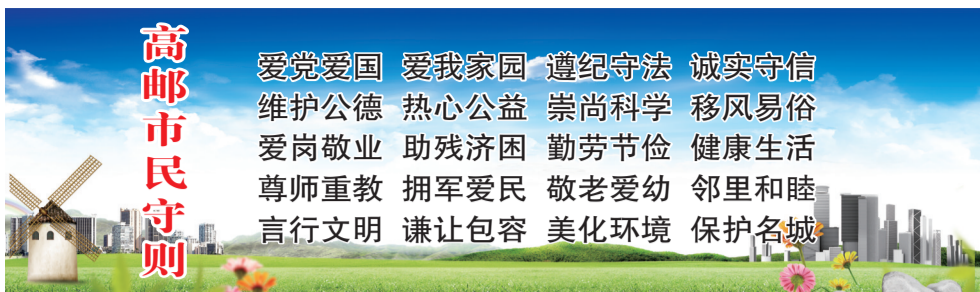 高邮市民守则
爱党爱国 爱我家园 遵纪守法 诚实守信
维护公德 热心公益 崇尚科学 移风易俗
爱岗敬业 助残济困 勤劳节俭 健康生活
尊师重教 拥军爱民 敬老爱幼 邻里和睦
言行文明 谦让包容 美化环境 保护名城